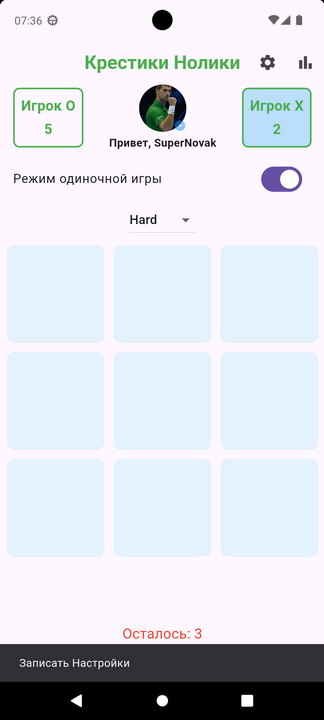 07:36
Крестики Нолики
Игрок O
5
Игрок X
2
Привет, SuperNovak
Режим одиночной игры
Hard
Осталось: 3
Записать Настройки